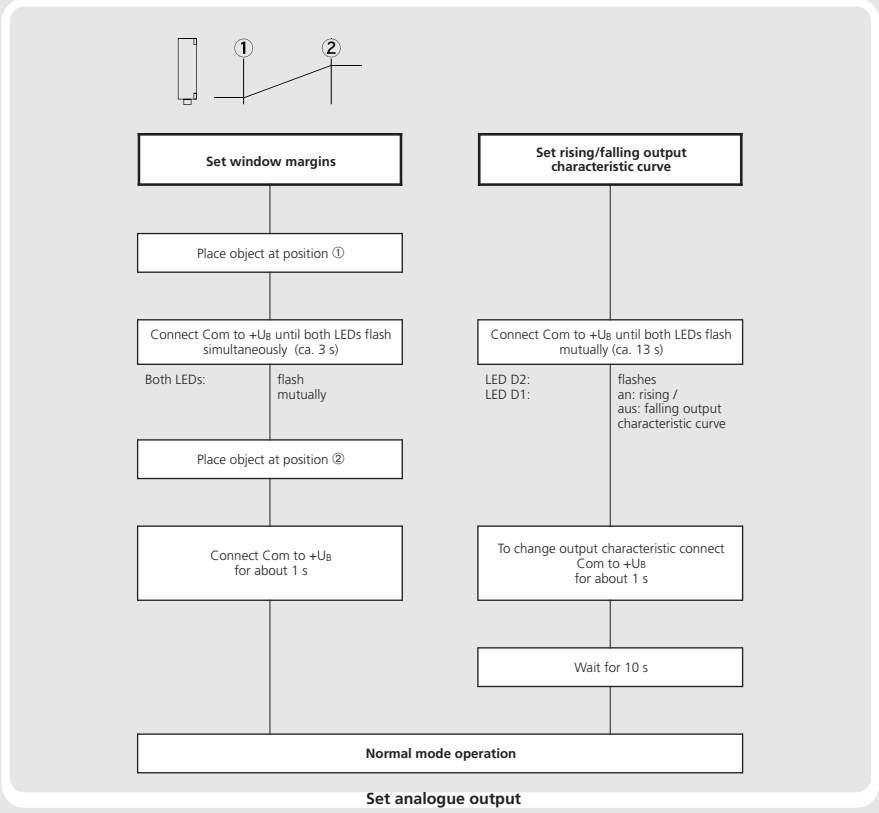 ① ②
Set window margins
Place object at position ①
Connect Com to +UB until both LEDs flash
simultaneously (ca. 3 s)
Both LEDs: flash
mutually
Place object at position ②
Connect Com to +UB
for about 1 s
Set rising/falling output
characteristic curve
Connect Com to +UB until both LEDs flash
mutually (ca. 13 s)
LED D2: flashes
LED D1: an: rising /
aus: falling output
characteristic curve
To change output characteristic connect
Com to +UB
for about 1 s
Wait for 10 s
Normal mode operation
Set analogue output